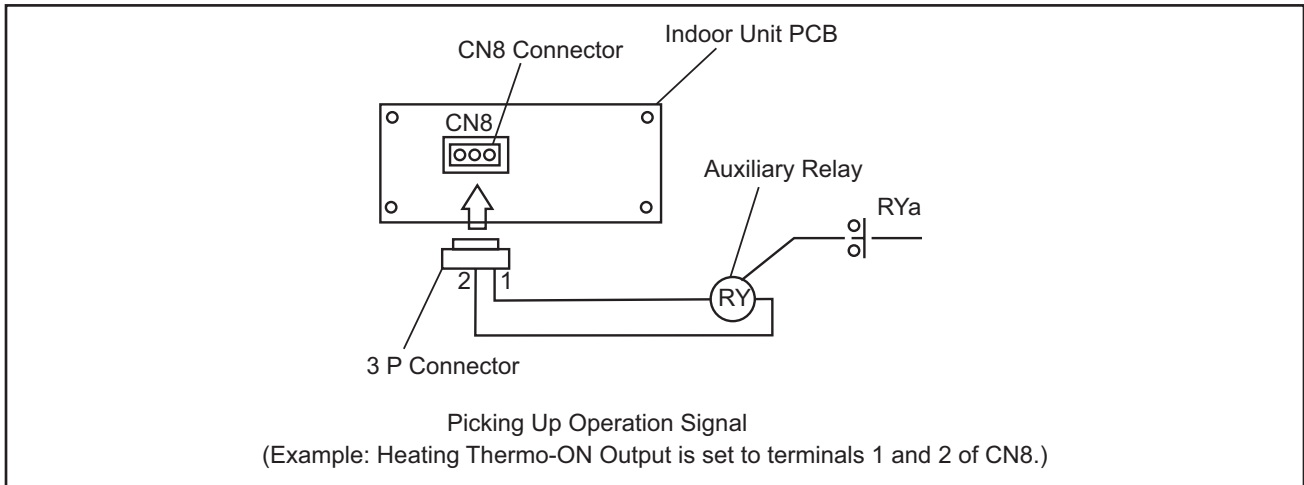 Indoor Unit PCB
CN8 Connector
CN8
Auxiliary Relay
RYa
2 1
RY
3 P Connector
Picking Up Operation Signal
(Example: Heating Thermo-ON Output is set to terminals 1 and 2 of CN8.)